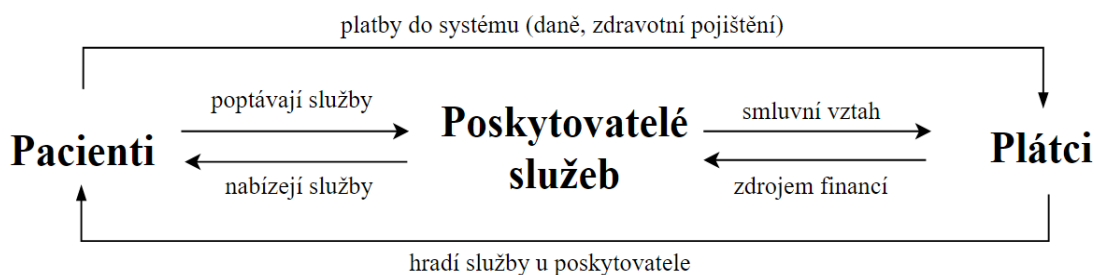 platby do systému (daně, zdravotní pojištění)
poptávají služby
smluvní vztah
Pacienti
Poskytovatelé
služeb
Plátci
nabízejí služby
zdrojem financí
hradí služby u poskytovatele